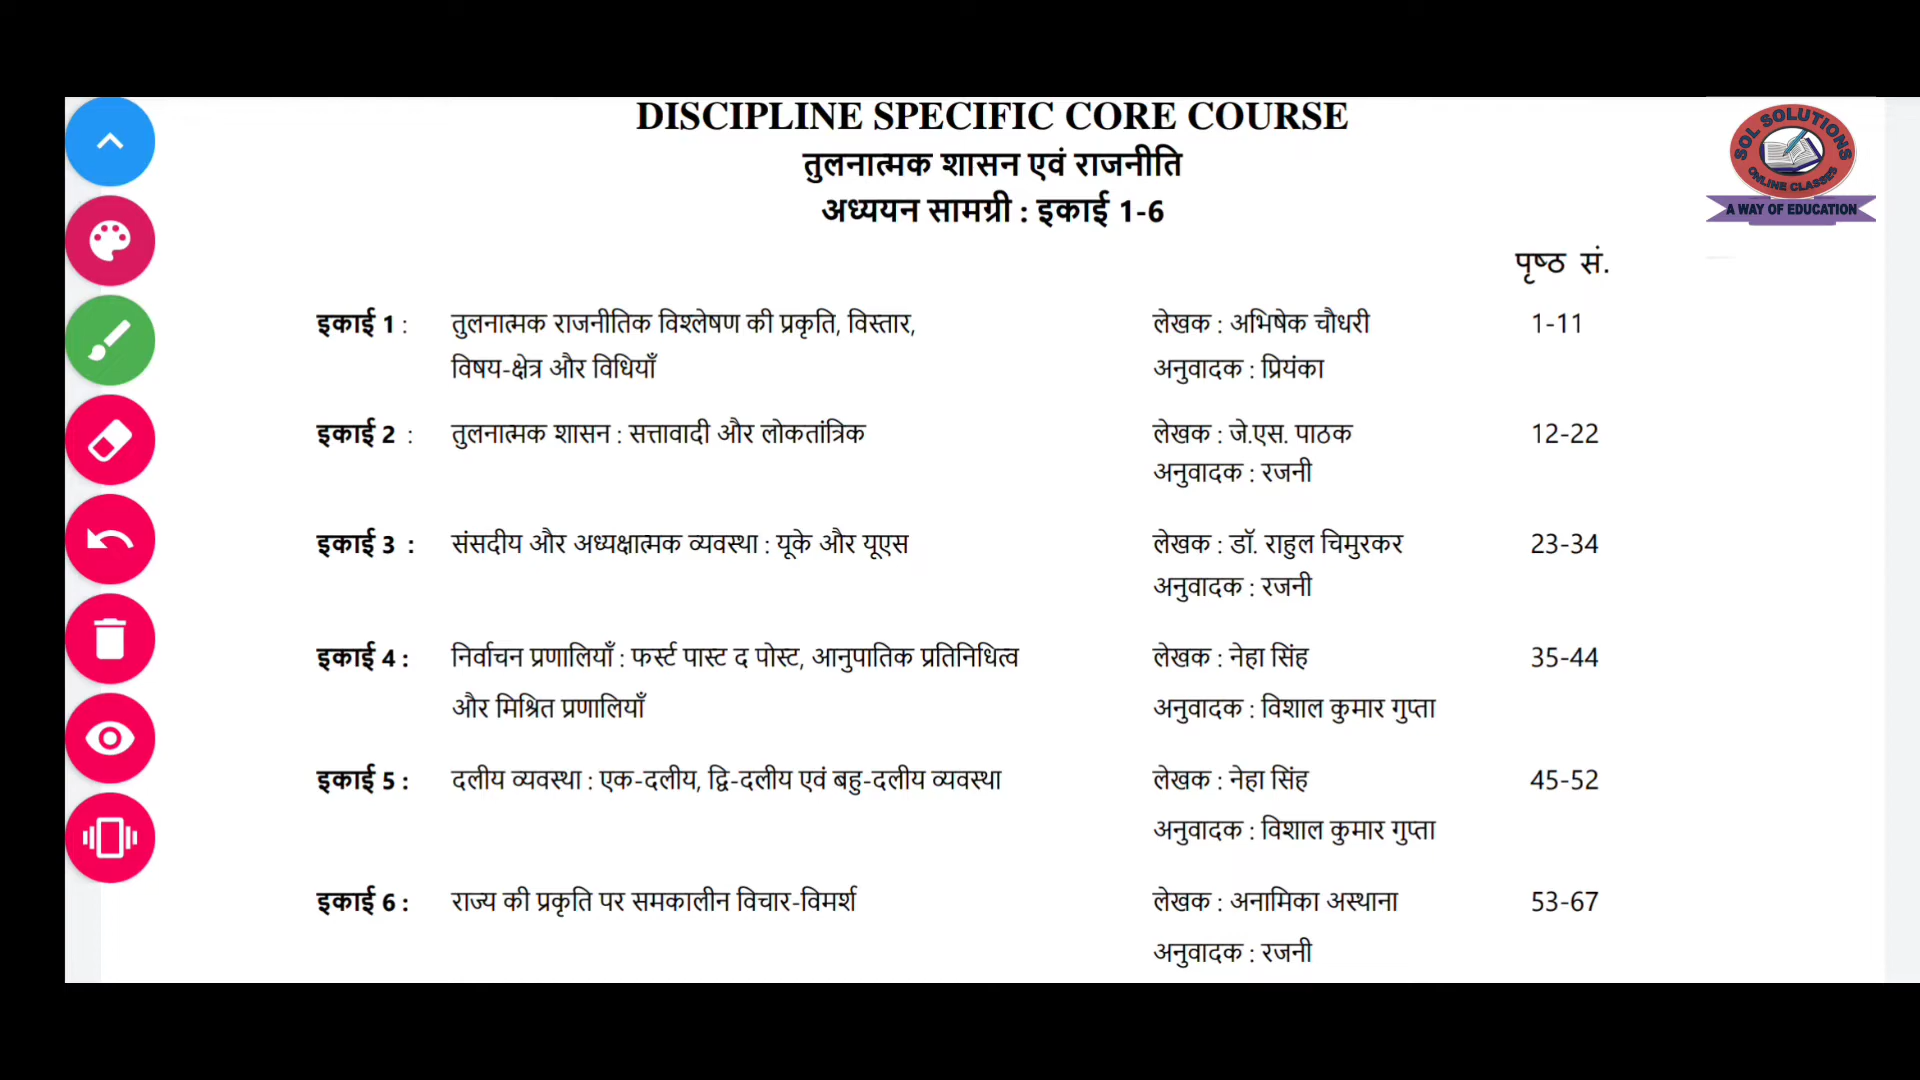 DISCIPLINE SPECIFIC CORE COURSE
तुलनात्मक शासन एवं राजनीति
अध्ययन सामग्री : इकाई 1-6
SOL SOLUTIONS
ONLINE CLASSES
A WAY OF EDUCATION
पृष्ठ सं.
इकाई 1 : तुलनात्मक राजनीतिक विश्लेषण की प्रकृति, विस्तार, लेखक : अभिषेक चौधरी 1-11
विषय-क्षेत्र और विधियाँ अनुवादक : प्रियंका
इकाई 2 : तुलनात्मक शासन : सत्तावादी और लोकतांत्रिक लेखक : जे.एस. पाठक 12-22
अनुवादक : रजनी
इकाई 3 : संसदीय और अध्यक्षात्मक व्यवस्था : यूके और यूएस लेखक : डॉ. राहुल चिमुरकर 23-34
अनुवादक : रजनी
इकाई 4 : निर्वाचन प्रणालियाँ : फर्स्ट पास्ट द पोस्ट, आनुपातिक प्रतिनिधित्व लेखक : नेहा सिंह 35-44
और मिश्रित प्रणालियाँ अनुवादक : विशाल कुमार गुप्ता
इकाई 5 : दलीय व्यवस्था : एक-दलीय, द्वि-दलीय एवं बहु-दलीय व्यवस्था लेखक : नेहा सिंह 45-52
अनुवादक : विशाल कुमार गुप्ता
इकाई 6 : राज्य की प्रकृति पर समकालीन विचार-विमर्श लेखक : अनामिका अस्थाना 53-67
अनुवादक : रजनी